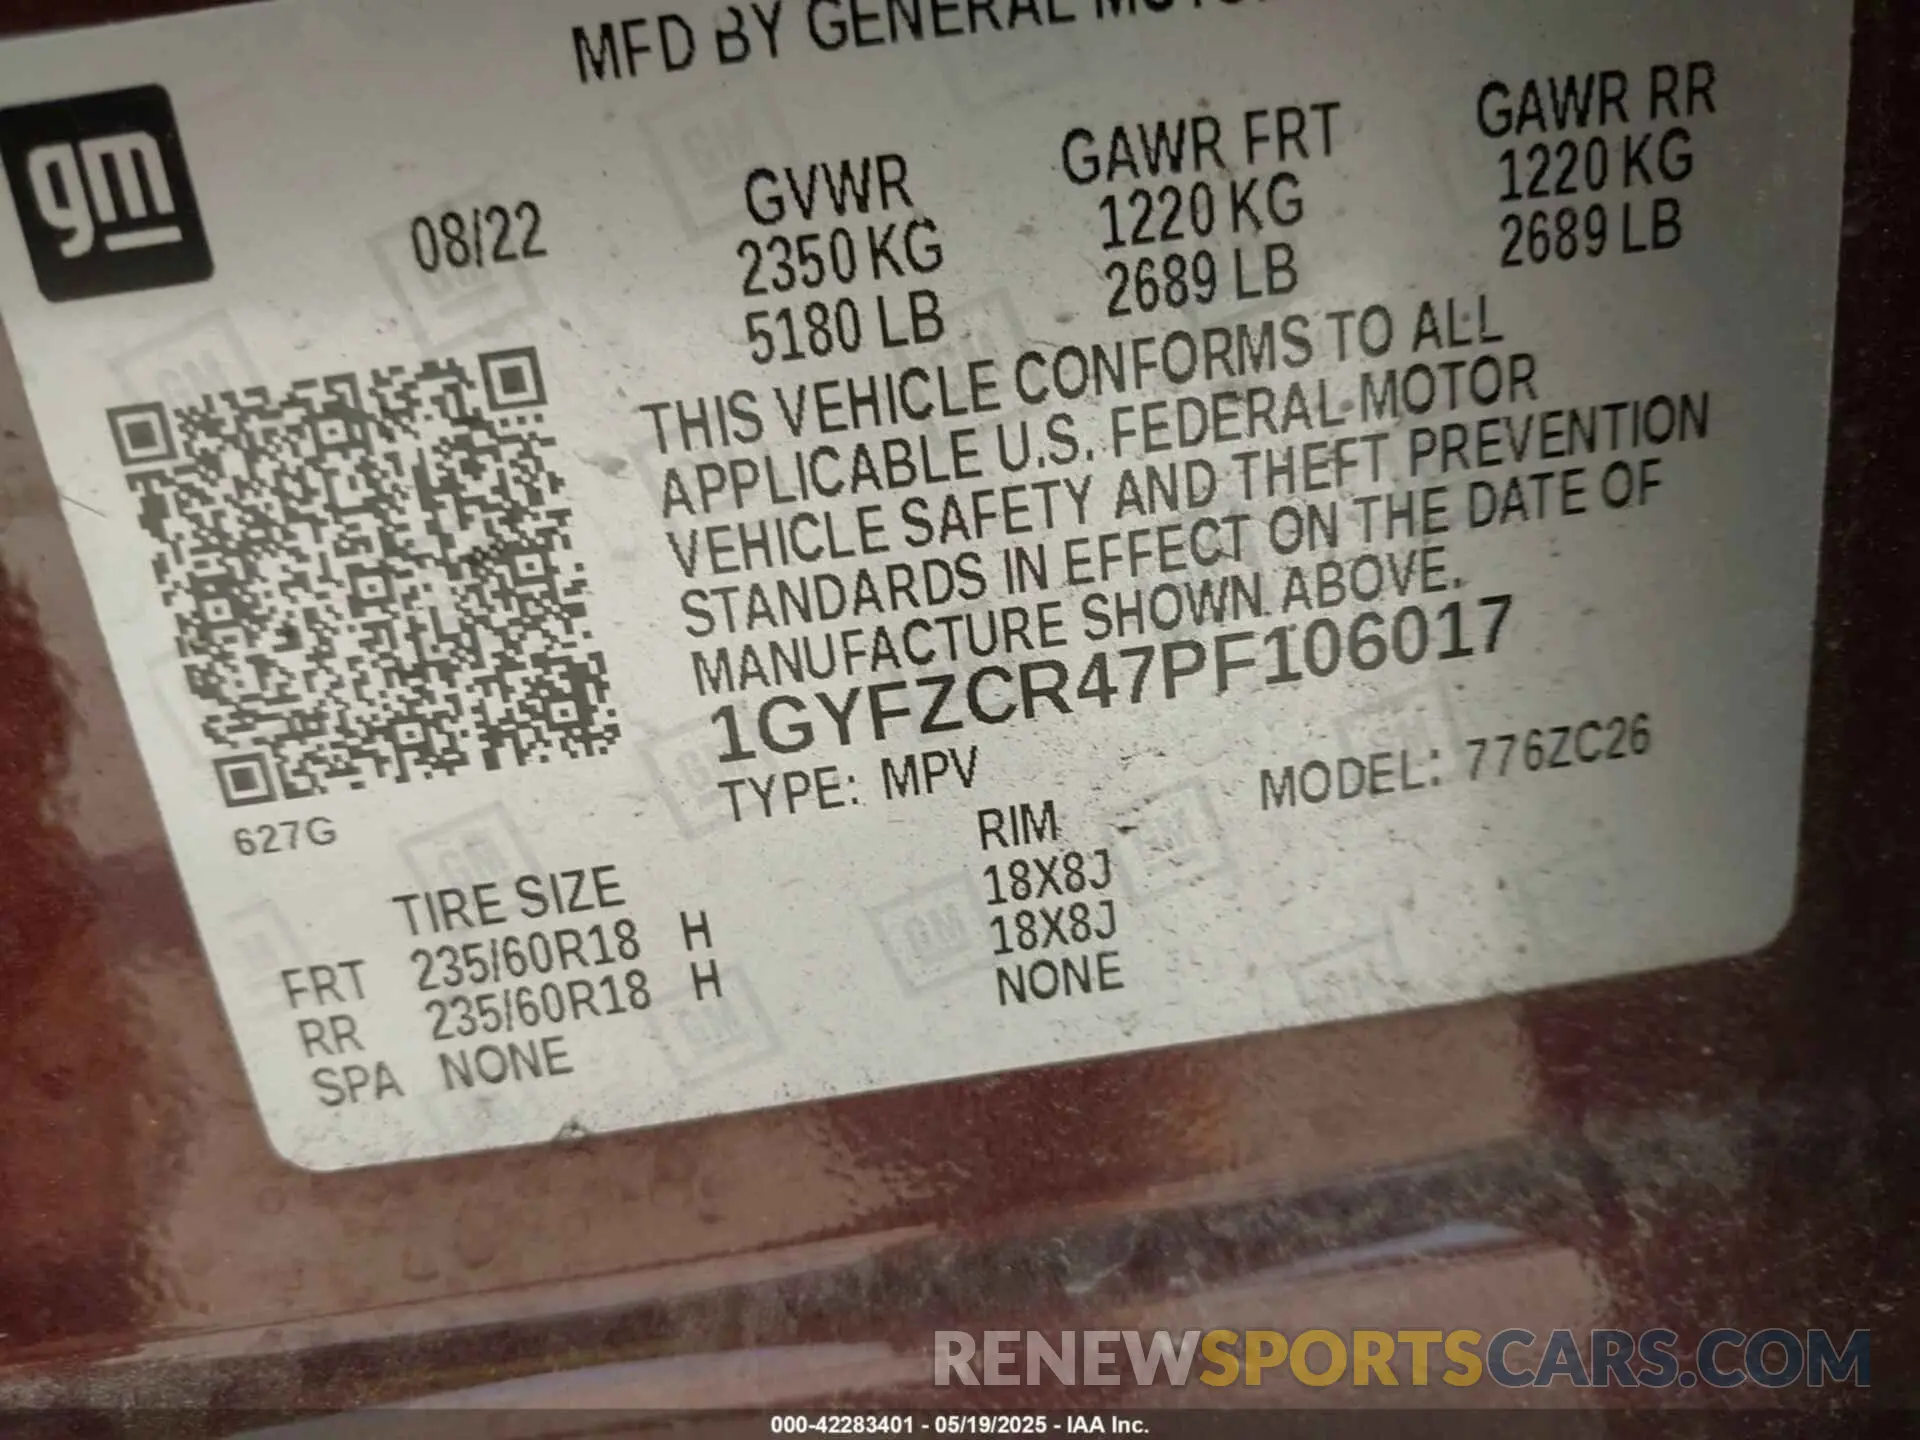 MFD BY GENERAL
gm
08/22
GVWR
2350 KG
5180 LB
GAWR FRT
1220 KG
2689 LB
GAWR RR
1220 KG
2689 LB
THIS VEHICLE CONFORMS TO ALL
APPLICABLE U.S. FEDERAL MOTOR
VEHICLE SAFETY AND THEFT PREVENTION
STANDARDS IN EFFECT ON THE DATE OF
MANUFACTURE SHOWN ABOVE.
1GYFZCR47PF106017
TYPE: MPV
MODEL: 776ZC26
627G
TIRE SIZE RIM
FRT 235/60R18 H 18X8J
RR 235/60R18 H 18X8J
SPA NONE NONE
RENEWSPORTSCARS.COM
000-42283401 - 05/19/2025 - IAA Inc.